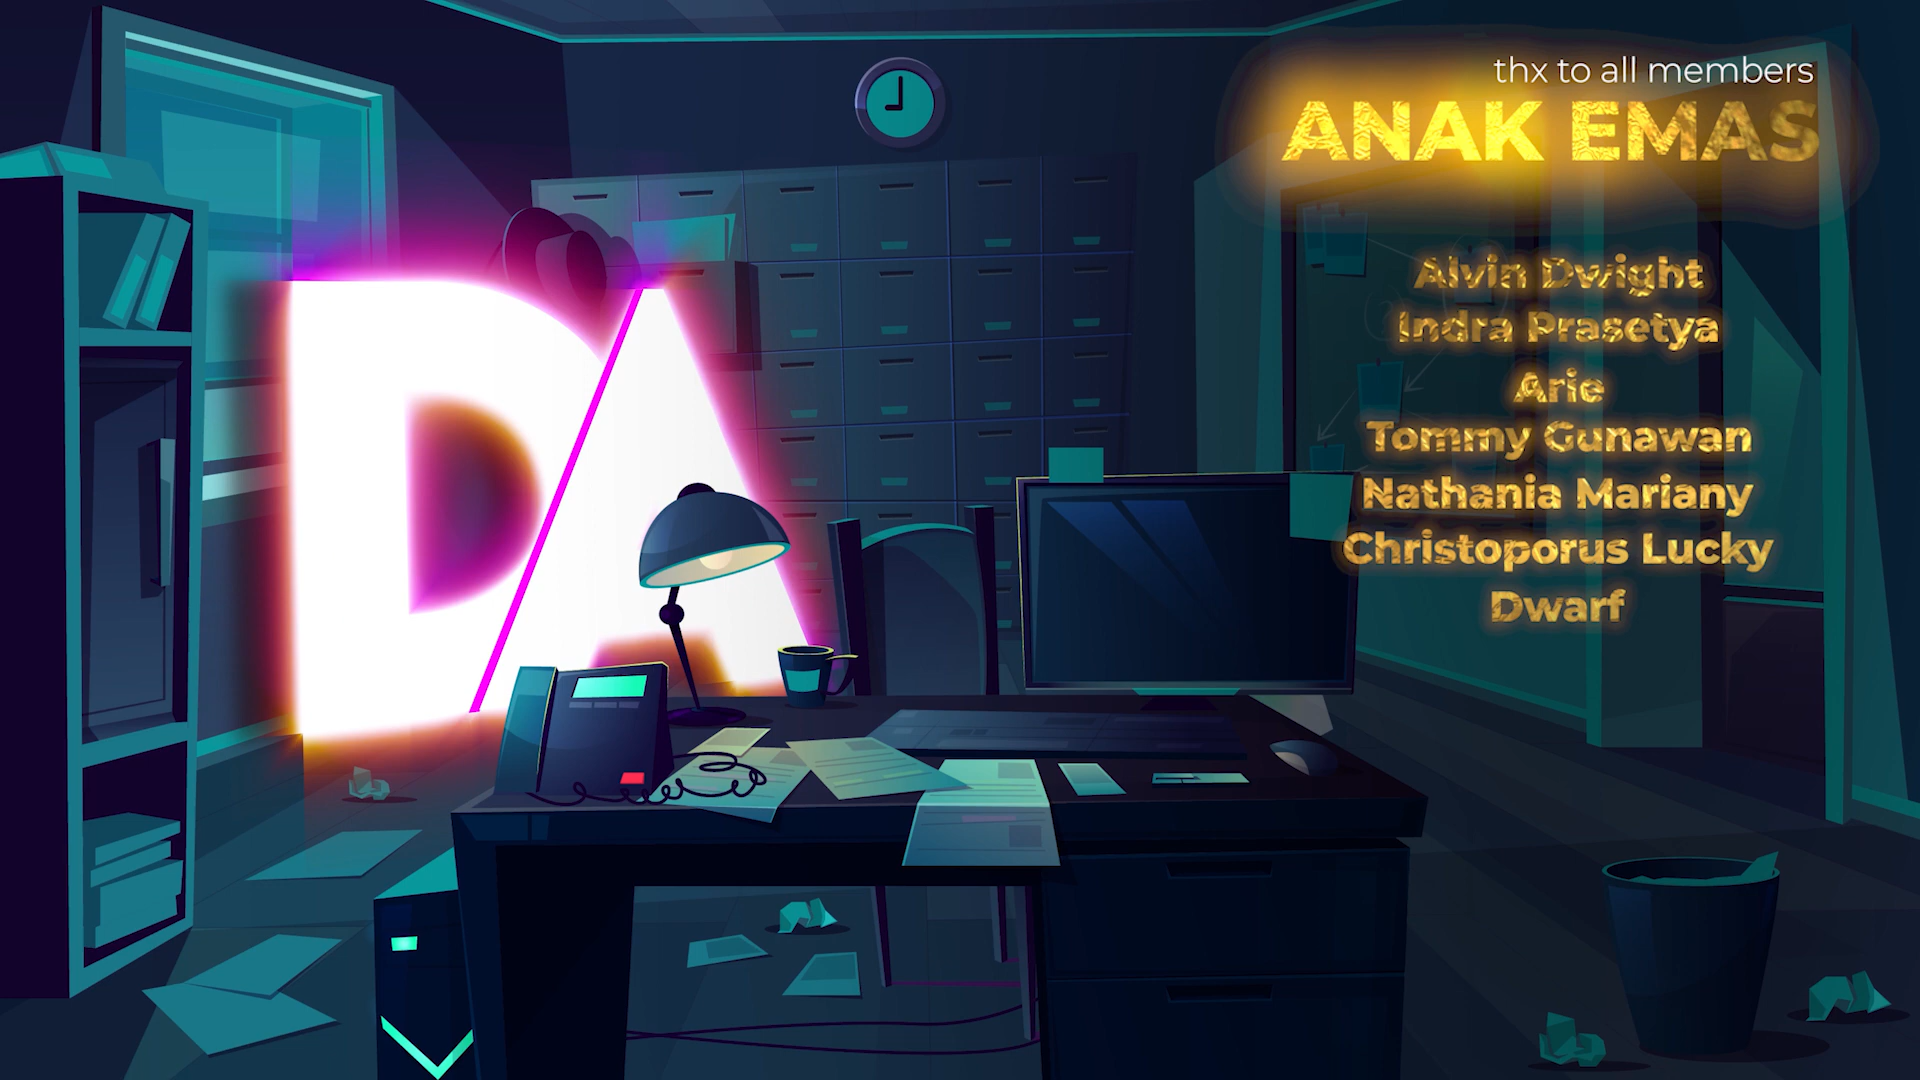 thx to all members
ANAK EMAS
DA
Alvin Dwight
Indra Prasetya
Arie
Tommy Gunawan
Nathania Mariany
Christoporus Lucky
Dwarf